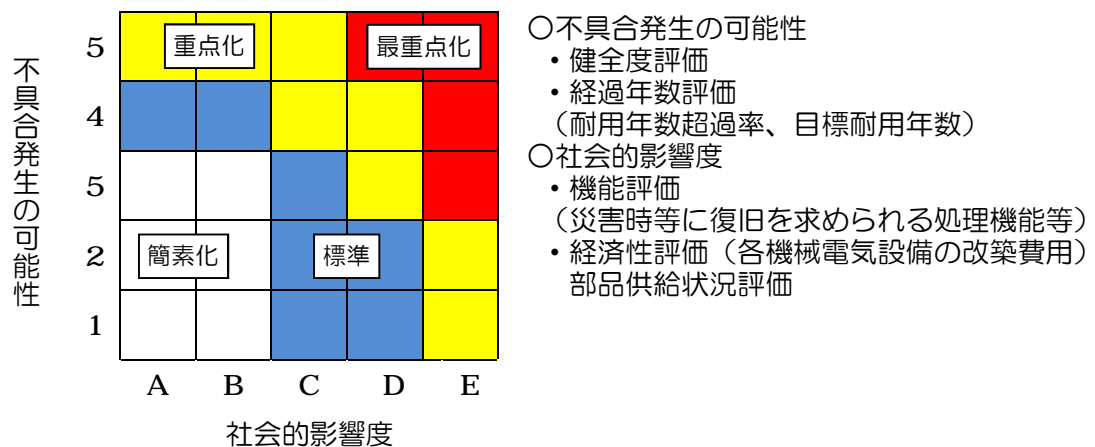 不具合発生の可能性
5
重点化
最重点化
4
5
2
簡素化
標準
1
A B C D E
社会的影響度
○不具合発生の可能性
・健全度評価
・経過年数評価
（耐用年数超過率、目標耐用年数）
○社会的影響度
・機能評価
（災害時等に復旧を求められる処理機能等）
・経済性評価（各機械電気設備の改築費用）
部品供給状況評価